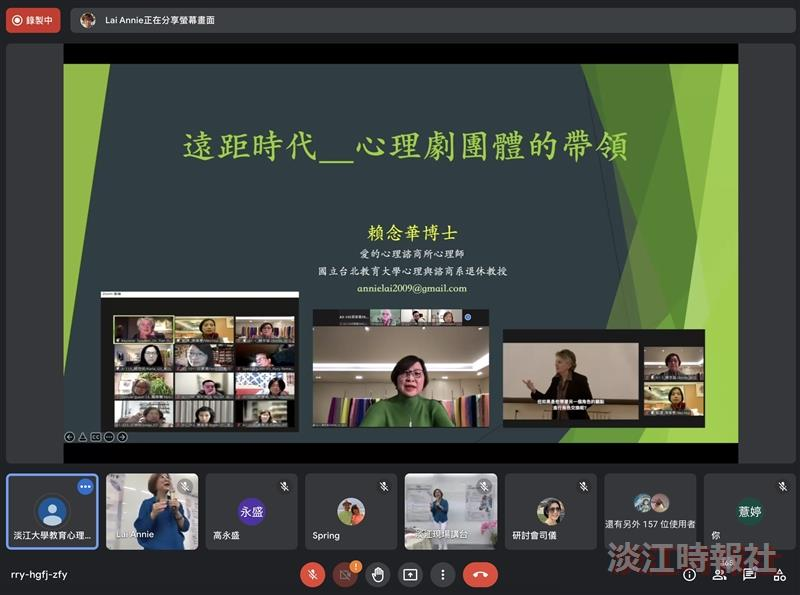 錄製中
Lai Annie正在分享螢幕畫面
遠距時代__心理劇團體的帶領
賴念華博士
愛的心理諮商所心理師
國立台北教育大學心理與諮商系退休教授
annielai2009@gmail.com
淡江大學教育心理...
Lai Annie
永盛
高永盛
Spring
淡江現場講台
研討會司儀
還有另外 157 位使用者
薏婷
你
rry-hgfj-zfy
淡江時報社